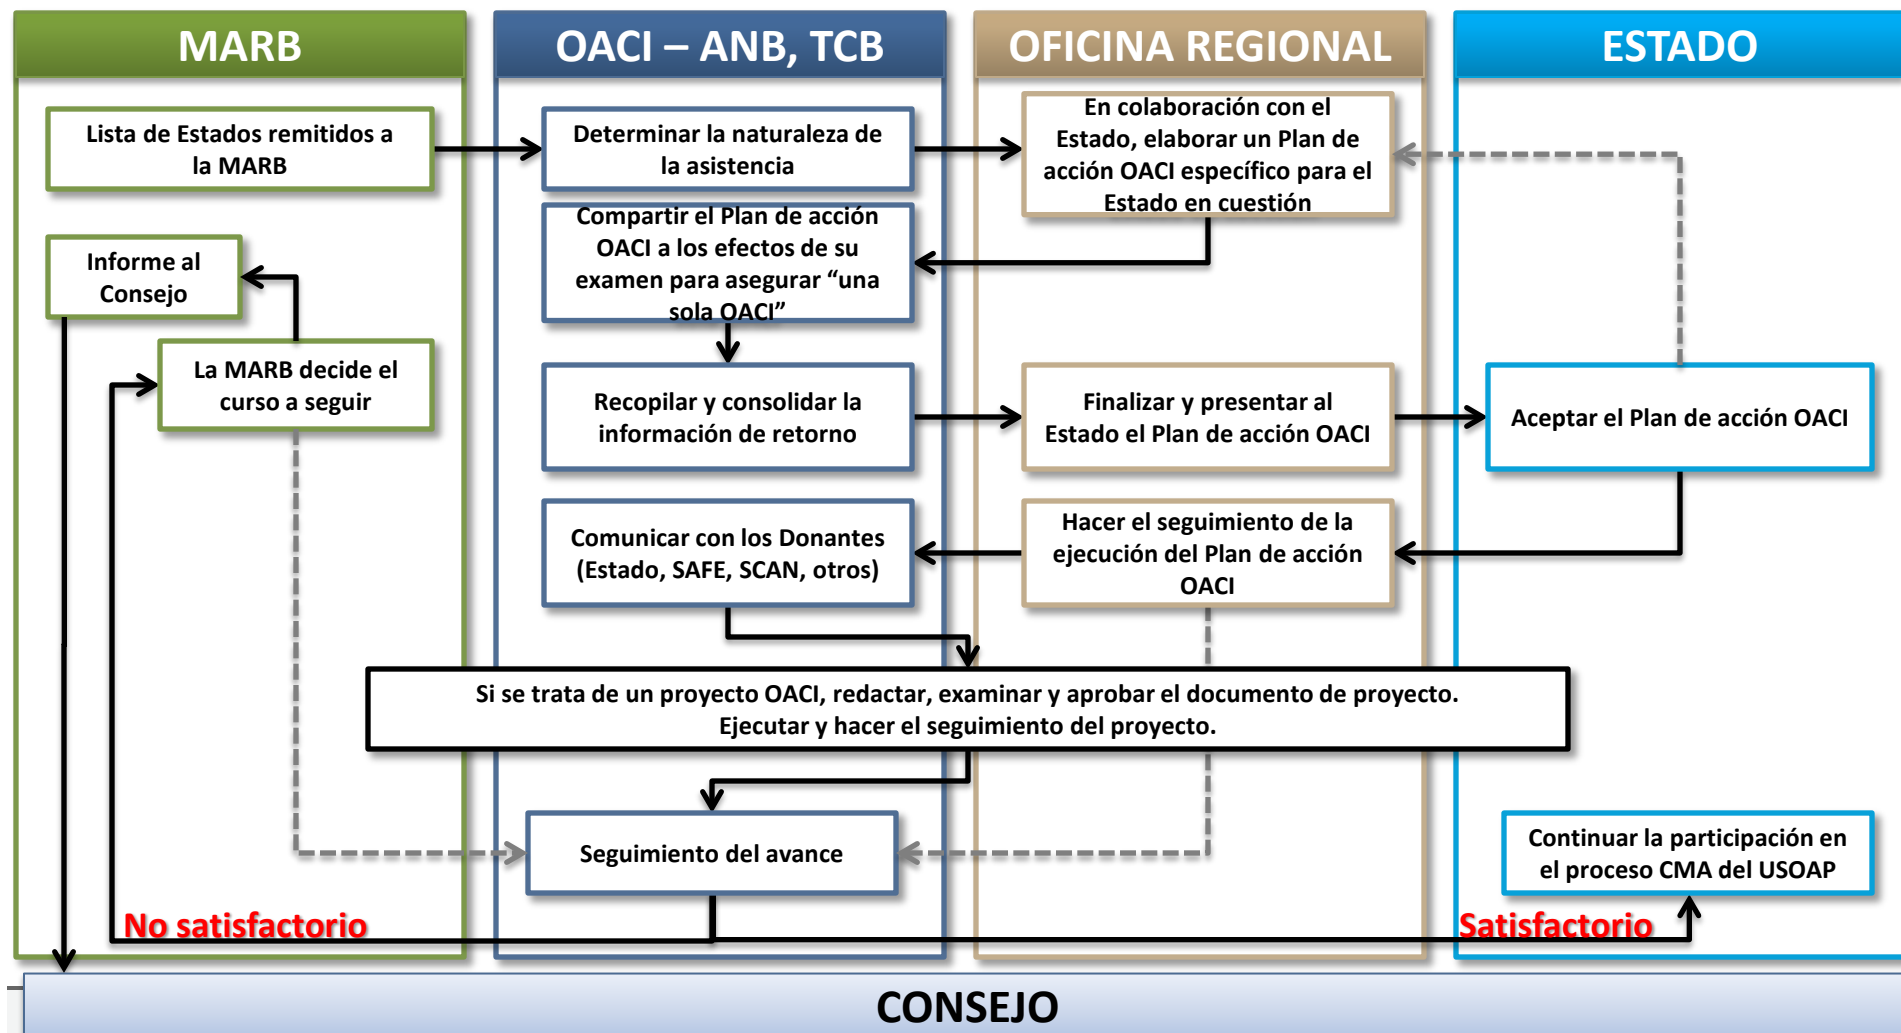 MARB
OACI – ANB, TCB
OFICINA REGIONAL
ESTADO
Lista de Estados remitidos a
la MARB
Determinar la naturaleza de
la asistencia
En colaboración con el
Estado, elaborar un Plan de
acción OACI específico para el
Estado en cuestión
Compartir el Plan de acción
OACI a los efectos de su
examen para asegurar “una
sola OACI”
Informe al
Consejo
La MARB decide el
curso a seguir
Recopilar y consolidar la
información de retorno
Finalizar y presentar al
Estado el Plan de acción OACI
Aceptar el Plan de acción OACI
Comunicar con los Donantes
(Estado, SAFE, SCAN, otros)
Hacer el seguimiento de la
ejecución del Plan de acción
OACI
Si se trata de un proyecto OACI, redactar, examinar y aprobar el documento de proyecto.
Ejecutar y hacer el seguimiento del proyecto.
Seguimiento del avance
Continuar la participación en
el proceso CMA del USOAP
No satisfactorio
Satisfactorio
CONSEJO